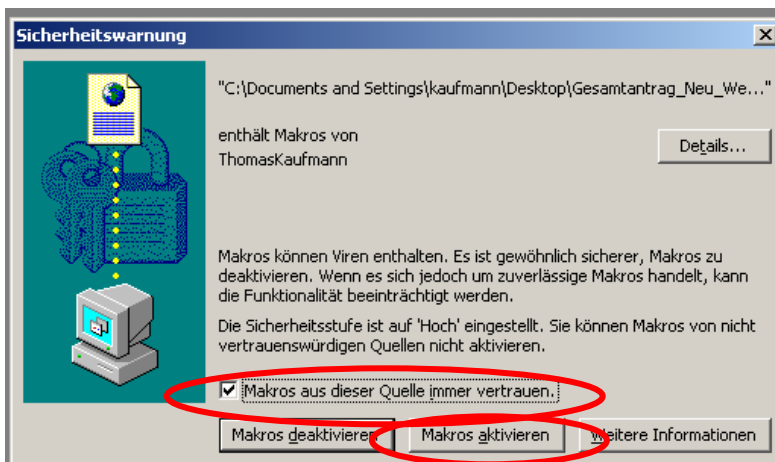 Sicherheitswarnung
"C:\Documents and Settings\kaufmann\Desktop\Gesamtantrag_Neu_We..."
enthält Makros von
ThomasKaufmann
Details...
Makros können Viren enthalten. Es ist gewöhnlich sicherer, Makros zu
deaktivieren. Wenn es sich jedoch um zuverlässige Makros handelt, kann
die Funktionalität beeinträchtigt werden.
Die Sicherheitsstufe ist auf 'Hoch' eingestellt. Sie können Makros von nicht
vertrauenswürdigen Quellen nicht aktivieren.
Makros aus dieser Quelle immer vertrauen.
Makros deaktivieren Makros aktivieren Weitere Informationen